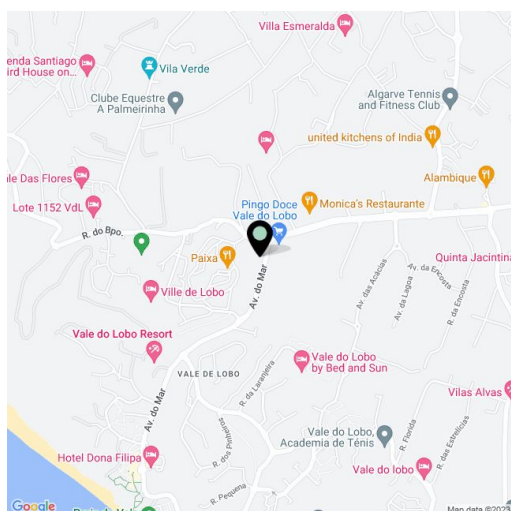 Villa Esmeralda
enda Santiago
ird House on...
Vila Verde
Algarve Tennis
and Fitness Club
Clube Equestre
A Palmeirinha
united kitchens of India
ale Das Flores
Alambique
Lote 1152 VdL
Pingo Doce
Vale do Lobo
Monica's Restaurante
R. do Bpo.
Paixa
Quinta Jacintina
Av. da Encosta
Av. do Mar
Av. das Acácias
Av. da Lagoa
R. da Encosta
Ville de Lobo
Vale do Lobo Resort
VALE DE LOBO
Vale do Lobo
by Bed and Sun
R. da Laranjeira
Vilas Alvas
Av. do Mar
R. dos Pinheiros
Vale do Lobo,
Academia de Ténis
R. Florida
R. das Estrelícias
Hotel Dona Filipa
Vale do lobo
R. Pequena
Google
Map data ©2023